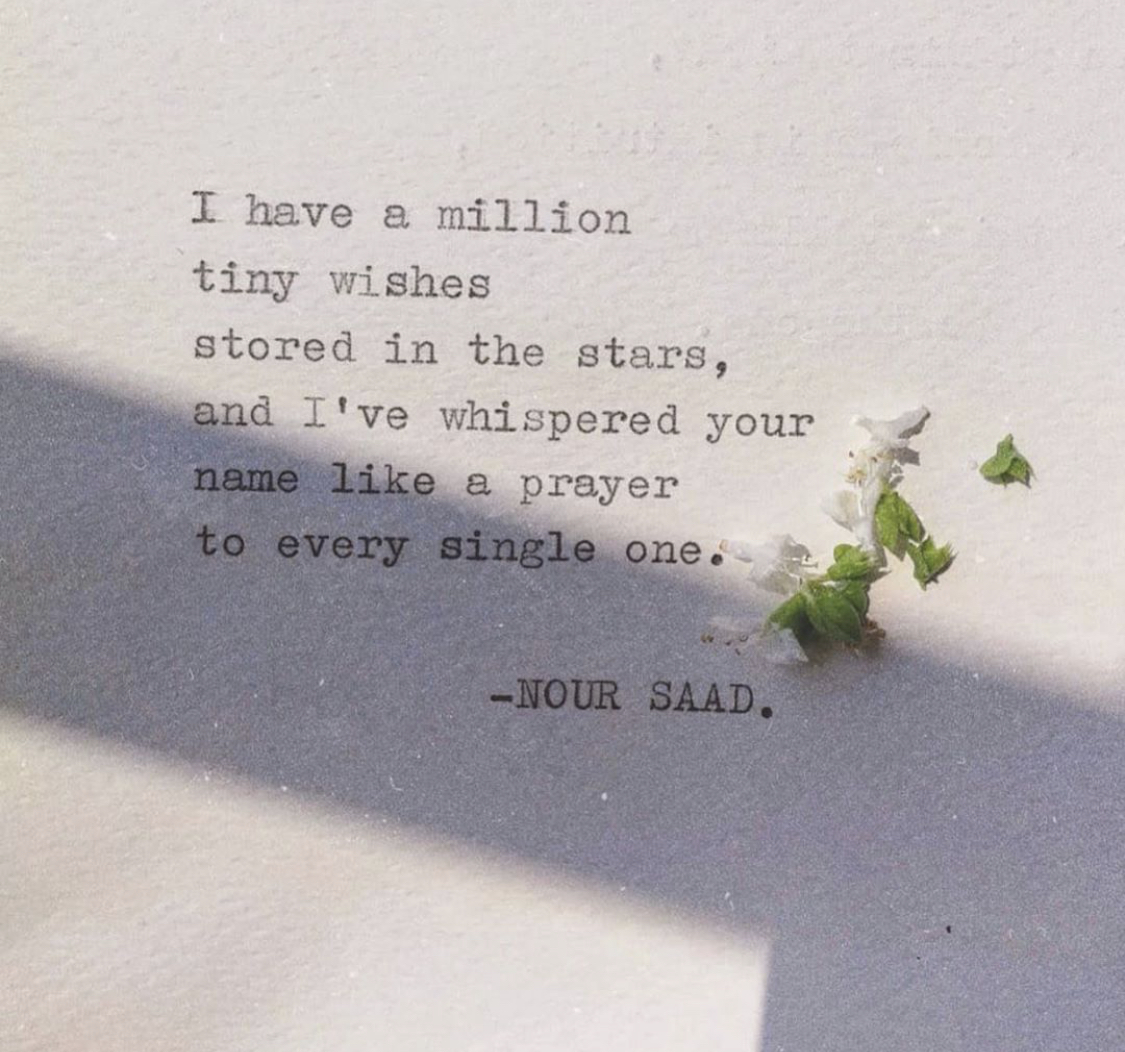 I have a million
tiny wishes
stored in the stars,
and I've whispered your
name like a prayer
to every single one.
-NOUR SAAD.